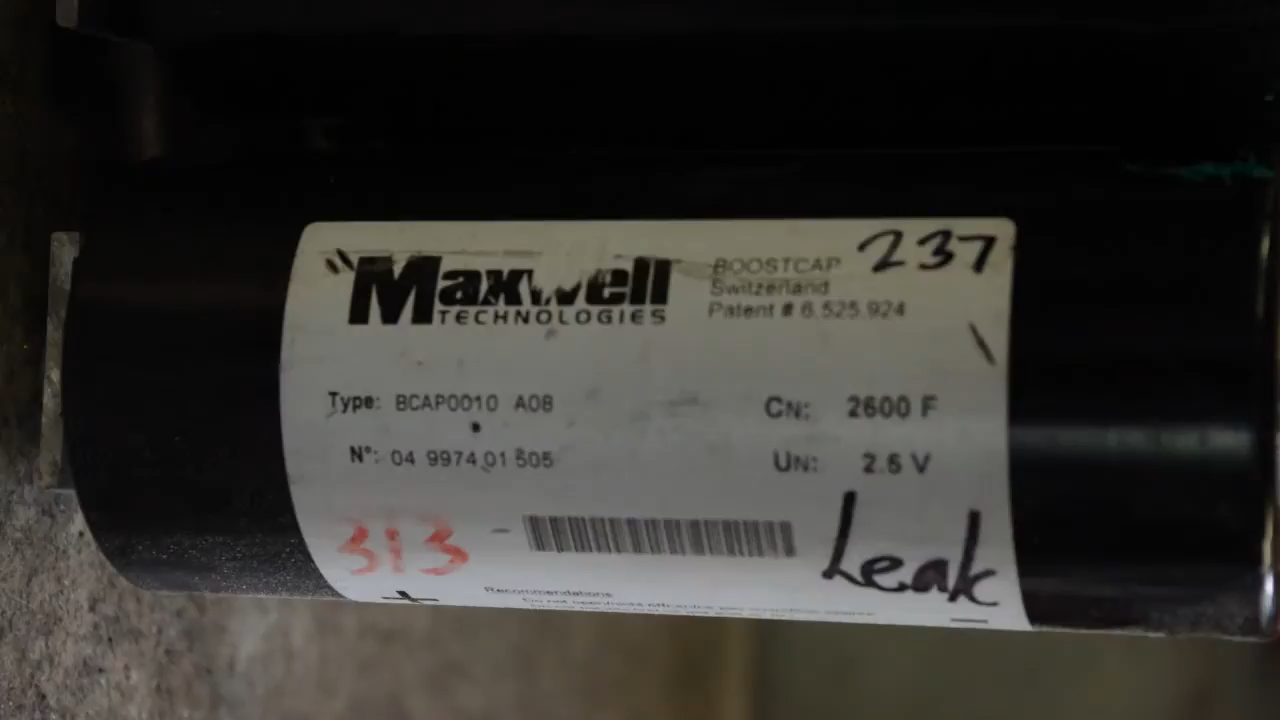 Maxwell
TECHNOLOGIES
BOOSTCAP
Switzerland
Patent # 6.525.924
237
Type: BCAP0010 A08
CN: 2600 F
N°: 04 9974 01 505
UN: 2.5 V
313
Leak
+
Recommendations
-